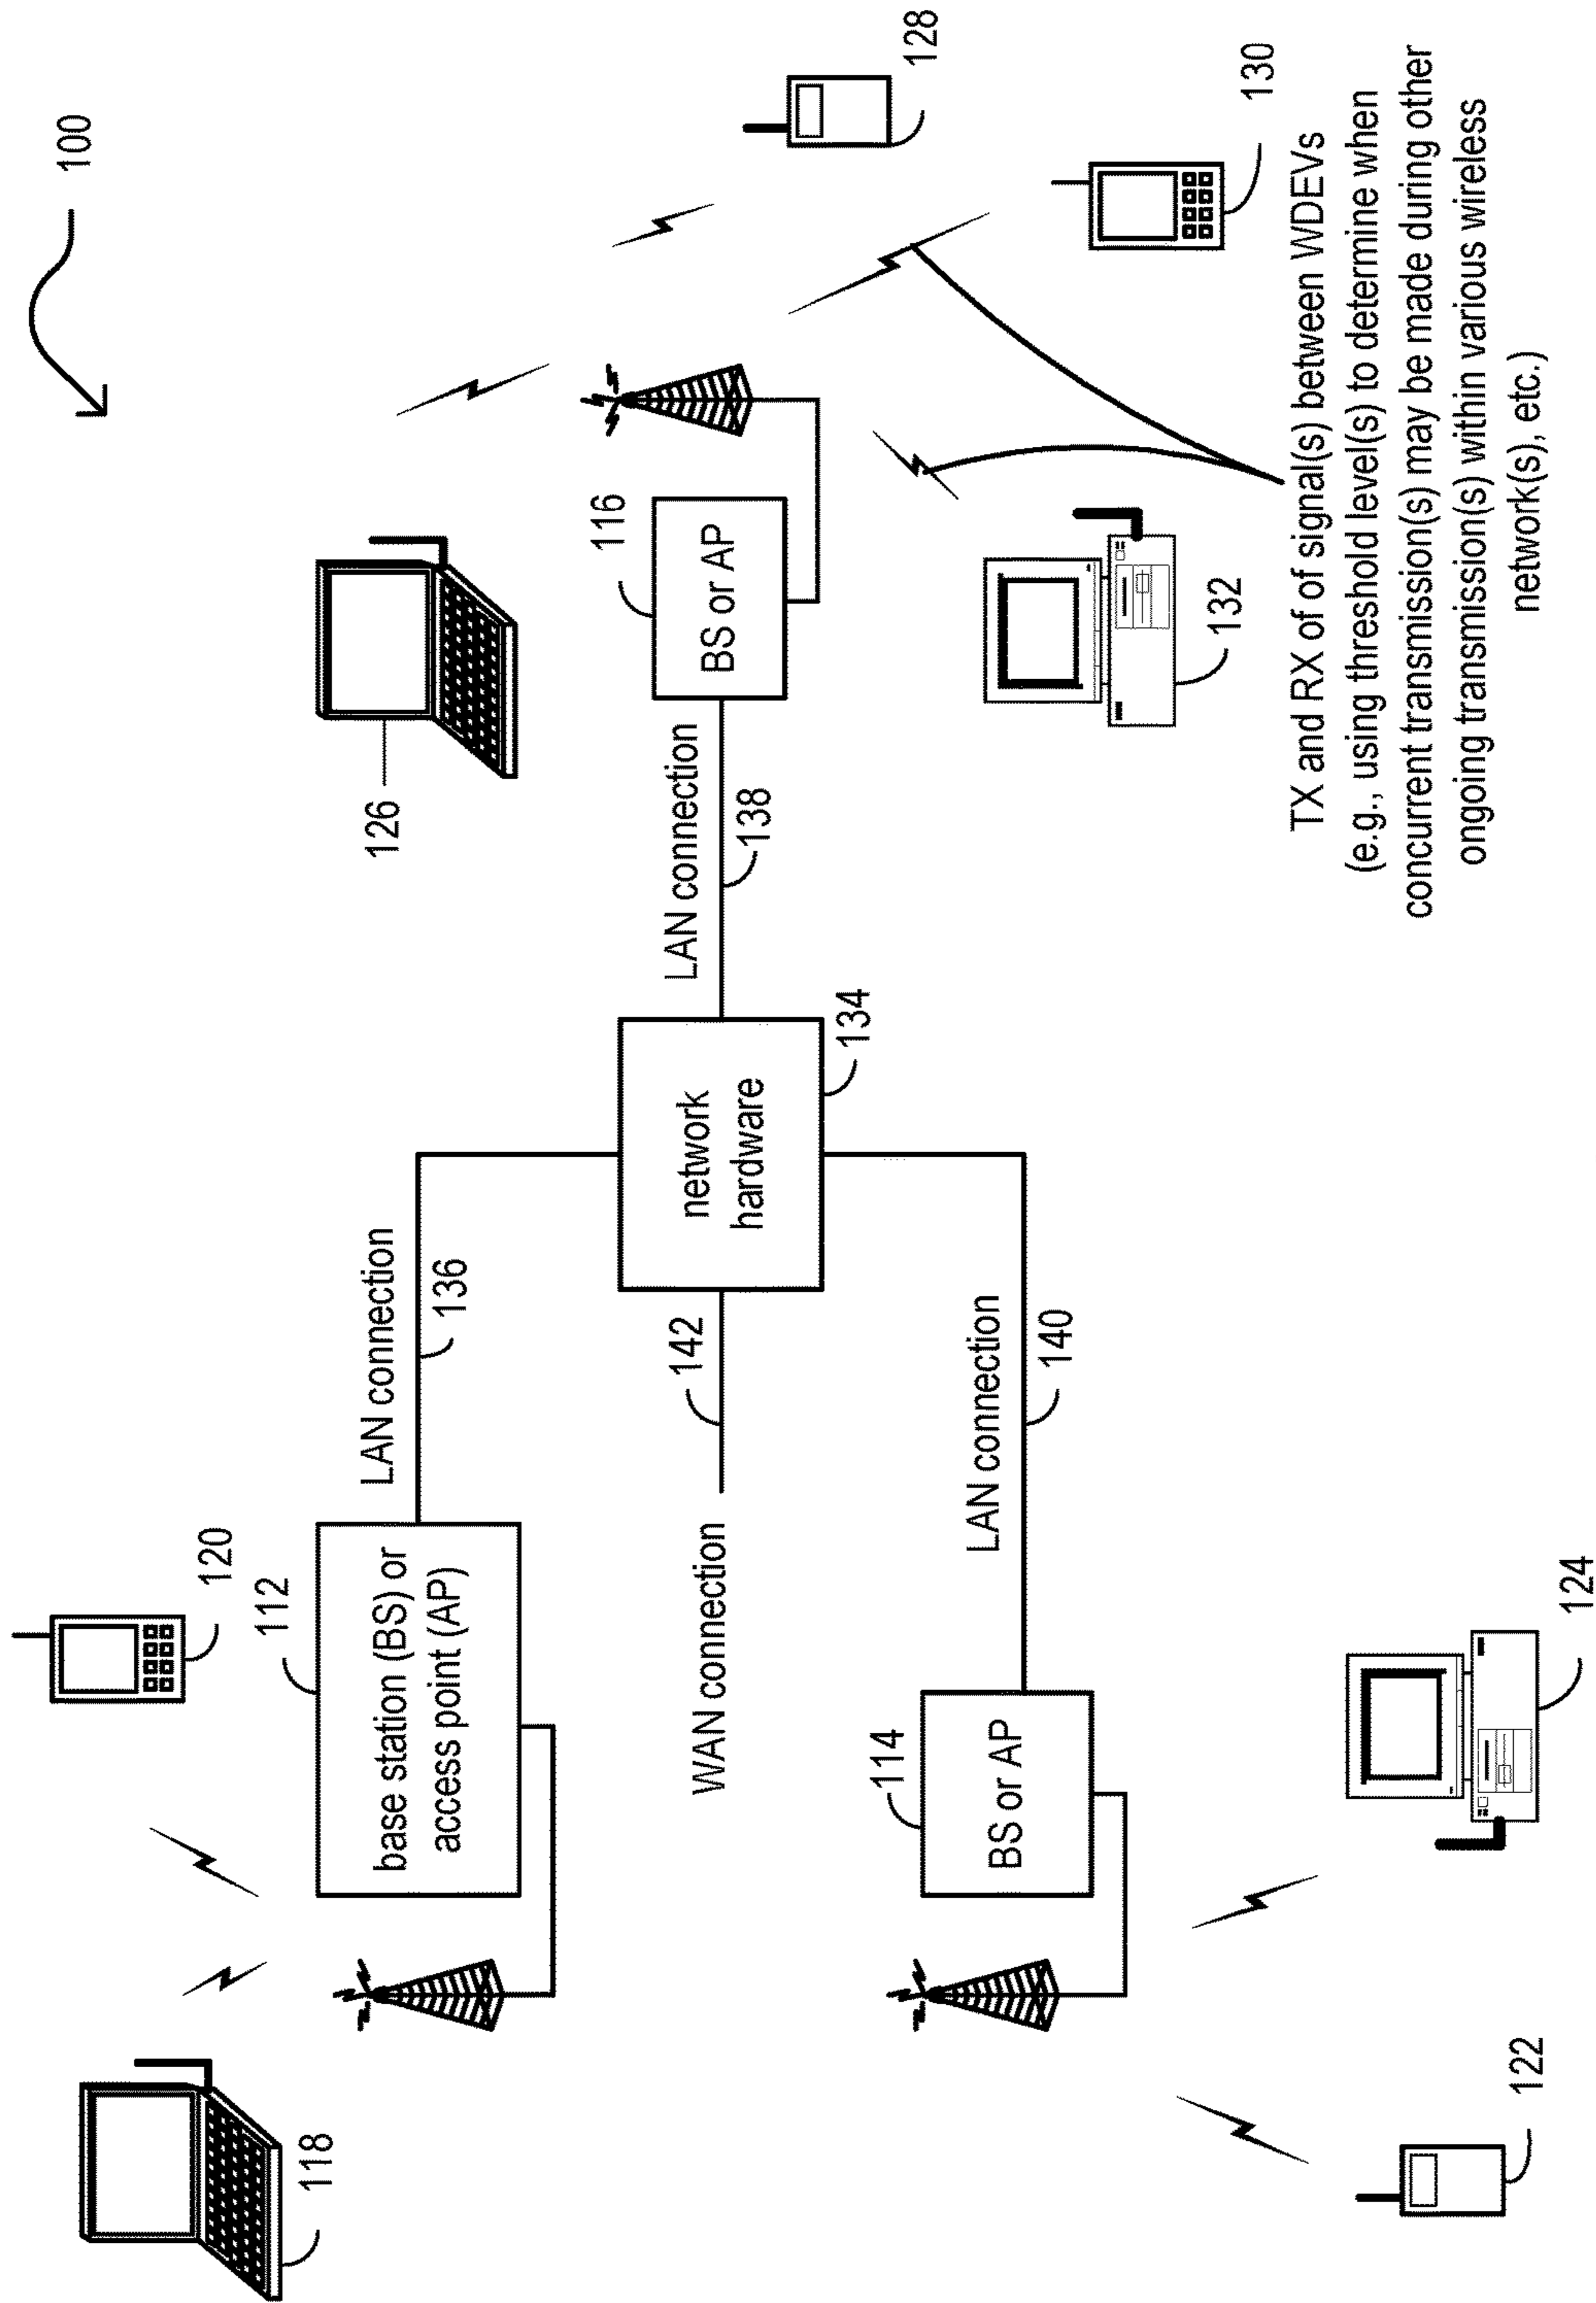 100
120
112
base station (BS) or
access point (AP)
118
LAN connection
136
126
116
BS or AP
LAN connection
138
128
130
network
hardware
134
142
WAN connection
114
BS or AP
LAN connection
140
132
122
124
TX and RX of of signal(s) between WDEVs
(e.g., using threshold level(s) to determine when
concurrent transmission(s) may be made during other
ongoing transmission(s) within various wireless
network(s), etc.)